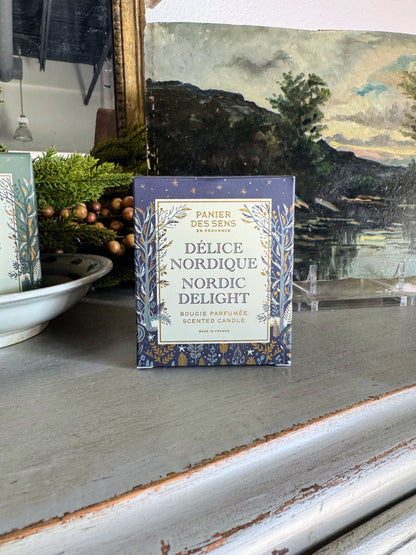 PANIER
DES SENS
EN PROVENCE
DÉLICE
NORDIQUE
NORDIC
DELIGHT
BOUGIE PARFUMÉE
SCENTED CANDLE
MADE IN FRANCE